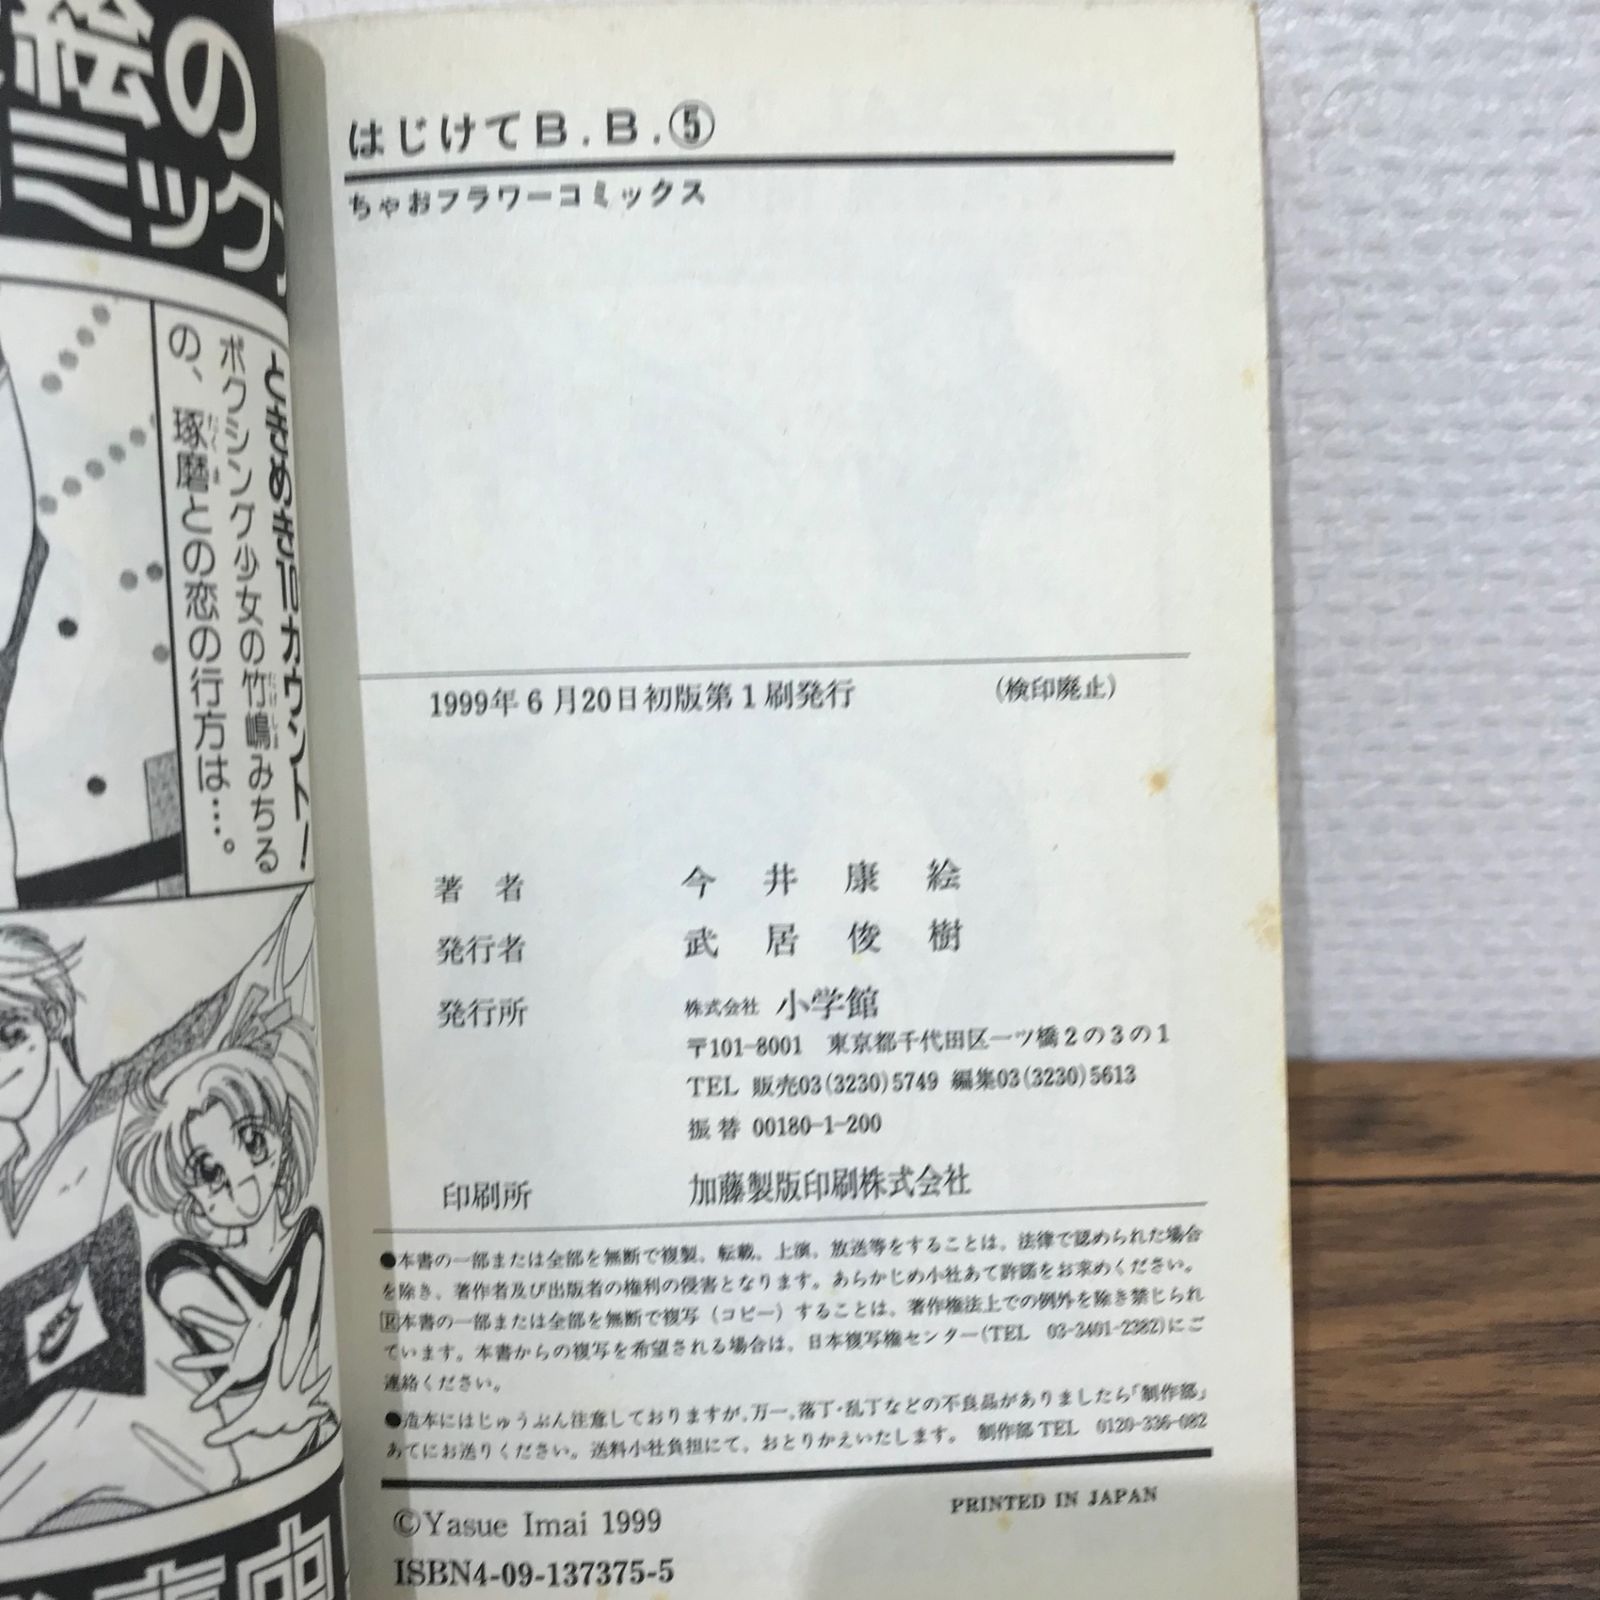 絵の
ミック
ときめき10カウント!
ボクシング少女の竹嶋みちる
の、琢磨との恋の行方は…。
はじけてB.B.⑤
ちゃおフラワーコミックス
1999年6月20日初版第1刷発行 (検印廃止)
著者 今井康絵
発行者 武居俊樹
発行所 株式会社 小学館
〒101-8001 東京都千代田区一ツ橋2の3の1
TEL 販売03(3230)5749 編集03(3230)5613
振替 00180-1-200
印刷所 加藤製版印刷株式会社
●本書の一部または全部を無断で複製、転載、上演、放送等をすることは、法律で認められた場合
を除き、著作者及び出版者の権利の侵害となります。あらかじめ小社あて許諾をお求めください。
Ⓡ本書の一部または全部を無断で複写（コピー）することは、著作権法上での例外を除き禁じられ
ています。本書からの複写を希望される場合は、日本複写権センター(TEL 03-3401-2382)にご
連絡ください。
●造本にはじゅうぶん注意しておりますが、万一、落丁・乱丁などの不良品がありましたら「制作部」
あてにお送りください。送料小社負担にて、おとりかえいたします。 制作部TEL 0120-336-082
©Yasue Imai 1999 PRINTED IN JAPAN
ISBN4-09-137375-5